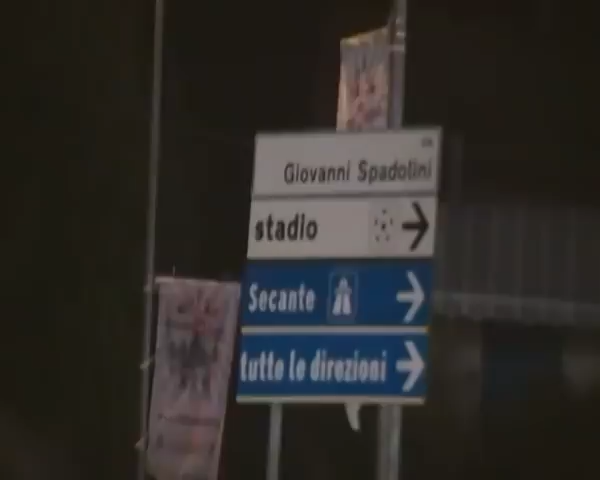 Giovanni Spadolini
stadio
Secante
tutte le direzioni